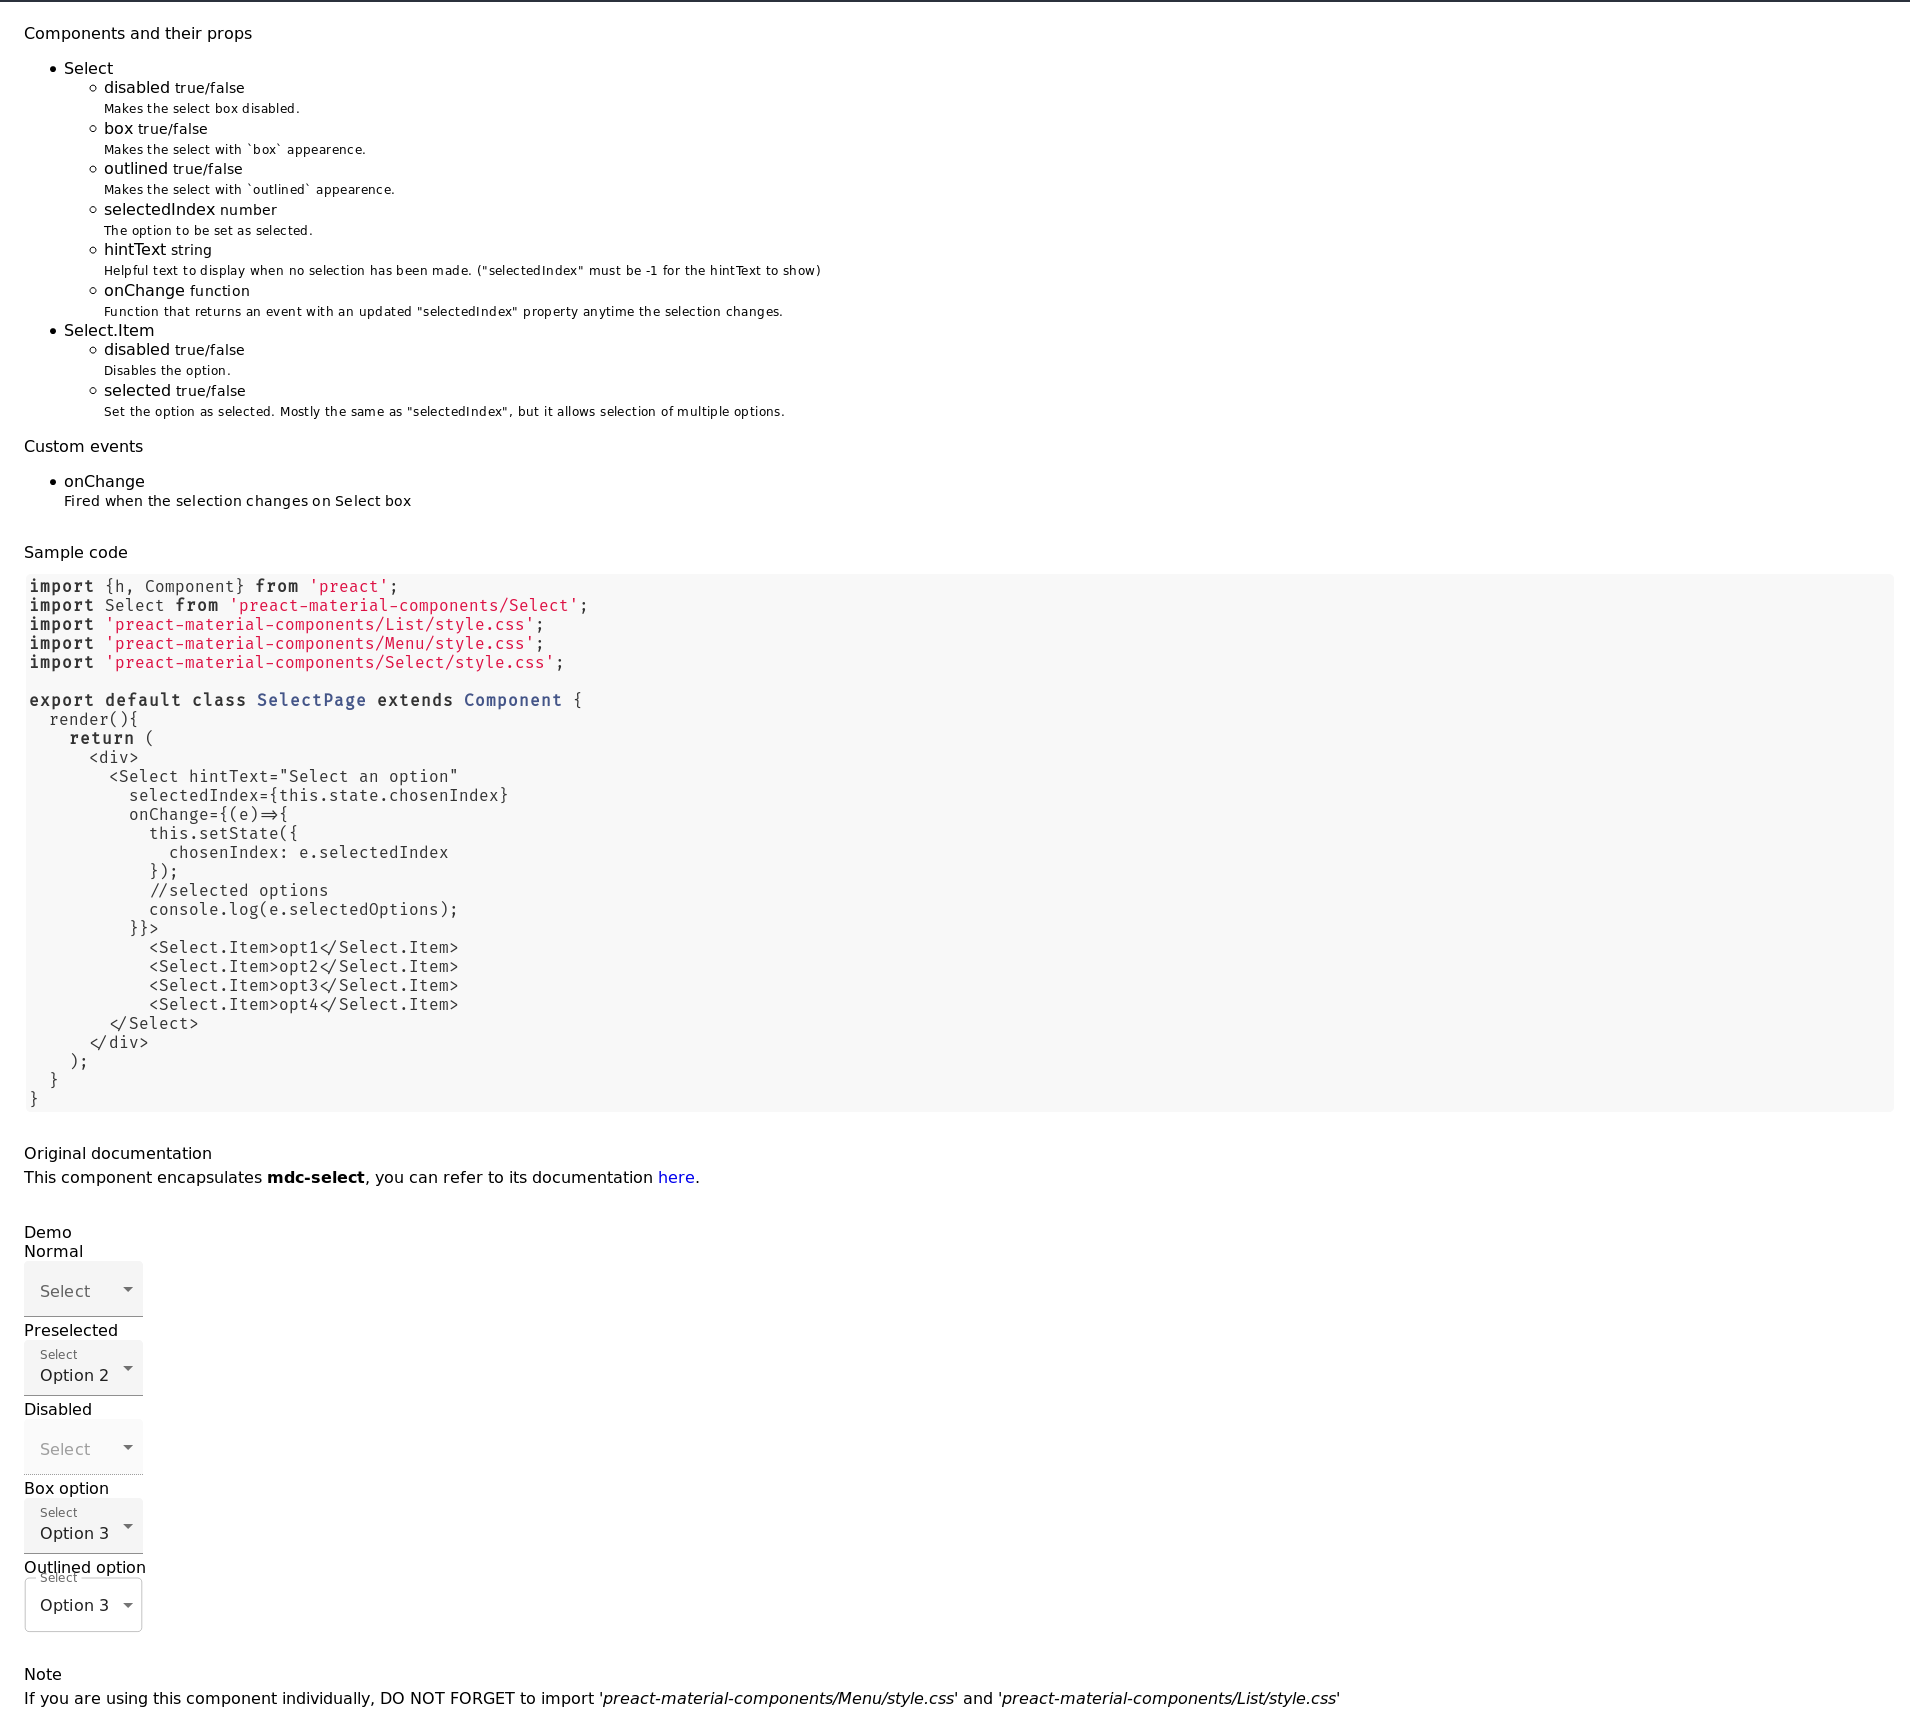 Components and their props
Select
disabled true/false
Makes the select box disabled.
box true/false
Makes the select with `box` appearence.
outlined true/false
Makes the select with `outlined` appearence.
selectedIndex number
The option to be set as selected.
hintText string
Helpful text to display when no selection has been made. ("selectedIndex" must be -1 for the hintText to show)
onChange function
Function that returns an event with an updated "selectedIndex" property anytime the selection changes.
Select.Item
disabled true/false
Disables the option.
selected true/false
Set the option as selected. Mostly the same as "selectedIndex", but it allows selection of multiple options.
Custom events
onChange
Fired when the selection changes on Select box
Sample code
import {h, Component} from 'preact';
import Select from 'preact-material-components/Select';
import 'preact-material-components/List/style.css';
import 'preact-material-components/Menu/style.css';
import 'preact-material-components/Select/style.css';
export default class SelectPage extends Component {
render(){
return (
<div>
<Select hintText="Select an option"
selectedIndex={this.state.chosenIndex}
onChange={(e)=>{
this.setState({
chosenIndex: e.selectedIndex
});
//selected options
console.log(e.selectedOptions);
}}>
<Select.Item>opt1</Select.Item>
<Select.Item>opt2</Select.Item>
<Select.Item>opt3</Select.Item>
<Select.Item>opt4</Select.Item>
</Select>
</div>
);
}
}
Original documentation
This component encapsulates mdc-select, you can refer to its documentation here.
Demo
Normal
Select
Preselected
Select
Option 2
Disabled
Select
Box option
Select
Option 3
Outlined option
Select
Option 3
Note
If you are using this component individually, DO NOT FORGET to import 'preact-material-components/Menu/style.css' and 'preact-material-components/List/style.css'